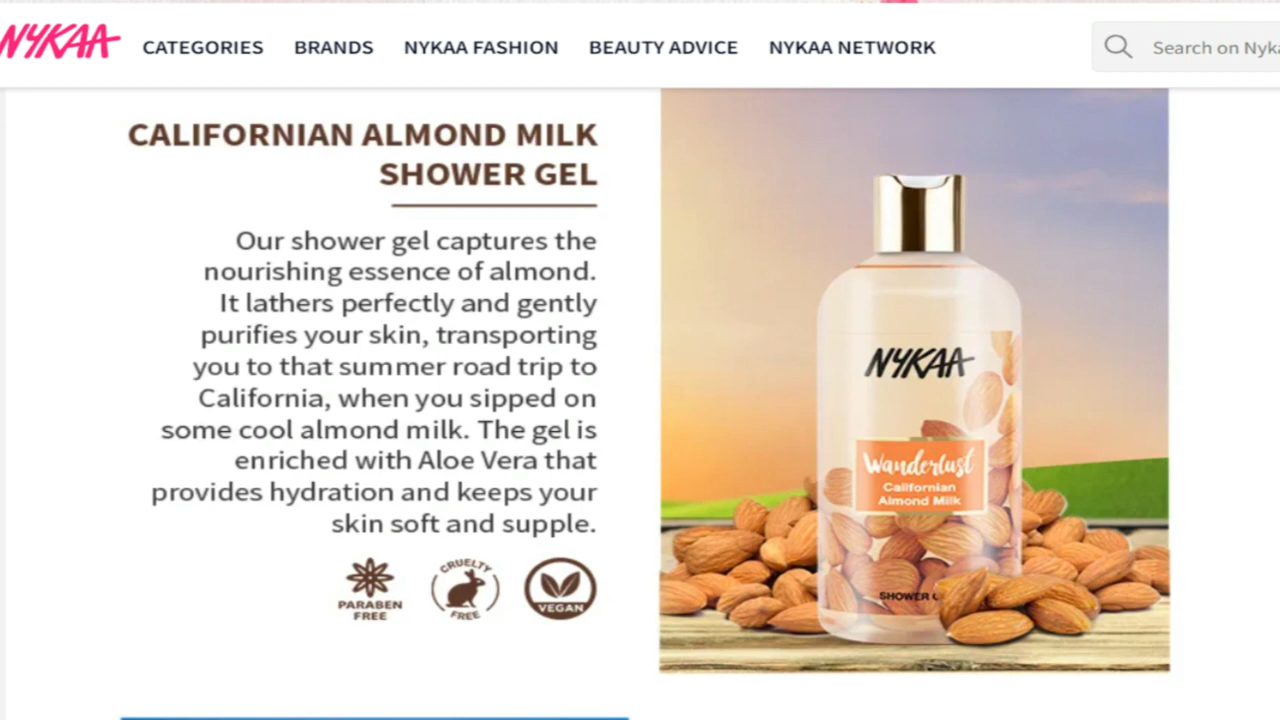 NYKAA
CATEGORIES
BRANDS
NYKAA FASHION
BEAUTY ADVICE
NYKAA NETWORK
Search on
CALIFORNIAN ALMOND MILK
SHOWER GEL
Our shower gel captures the
nourishing essence of almond.
It lathers perfectly and gently
purifies your skin, transporting
you to that summer road trip to
California, when you sipped on
some cool almond milk. The gel is
enriched with Aloe Vera that
provides hydration and keeps your
skin soft and supple.
PARABEN
FREE
CRUELTY
FREE
VEGAN
NYKAA
Wanderlust
Californian
Almond Milk
SHOWER